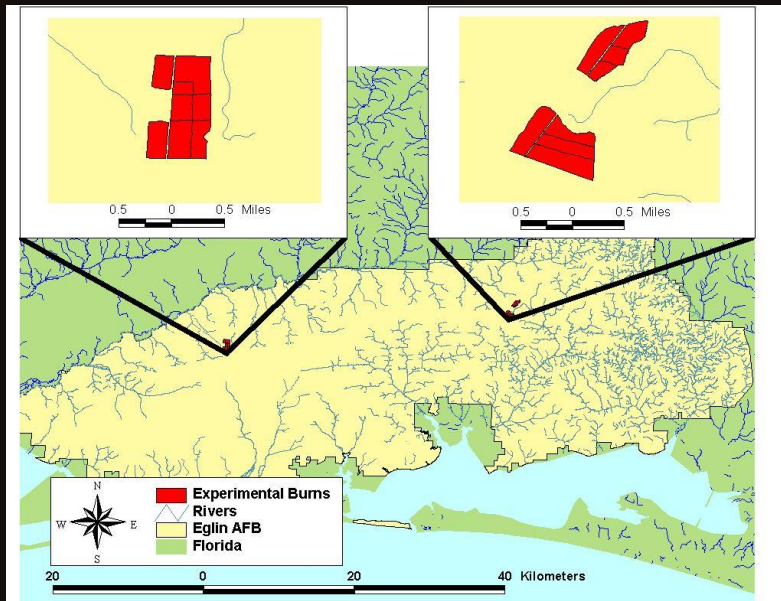 0.5 0 0.5 Miles
0.5 0 0.5 Miles
N
W E
S
Experimental Burns
Rivers
Eglin AFB
Florida
20 0 20 40 Kilometers